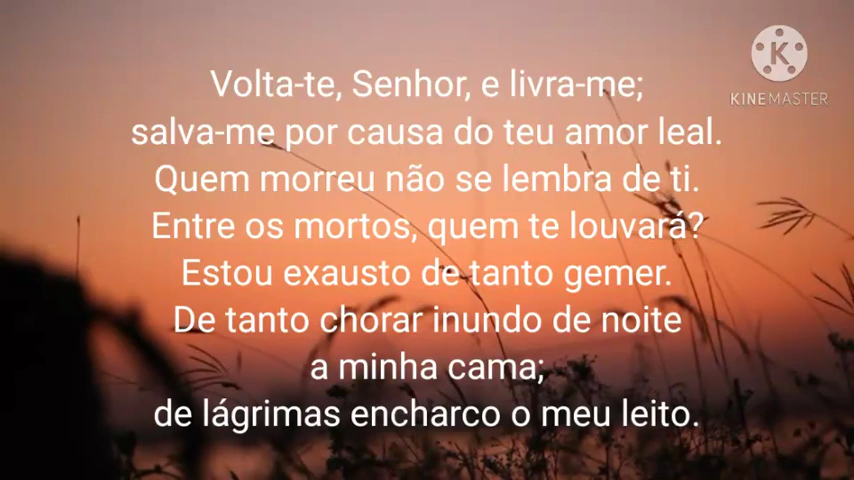 Volta-te, Senhor, e livra-me;
salva-me por causa do teu amor leal.
Quem morreu não se lembra de ti.
Entre os mortos, quem te louvará?
Estou exausto de tanto gemer.
De tanto chorar inundo de noite
a minha cama;
de lágrimas encharco o meu leito.
K
KINEMASTER